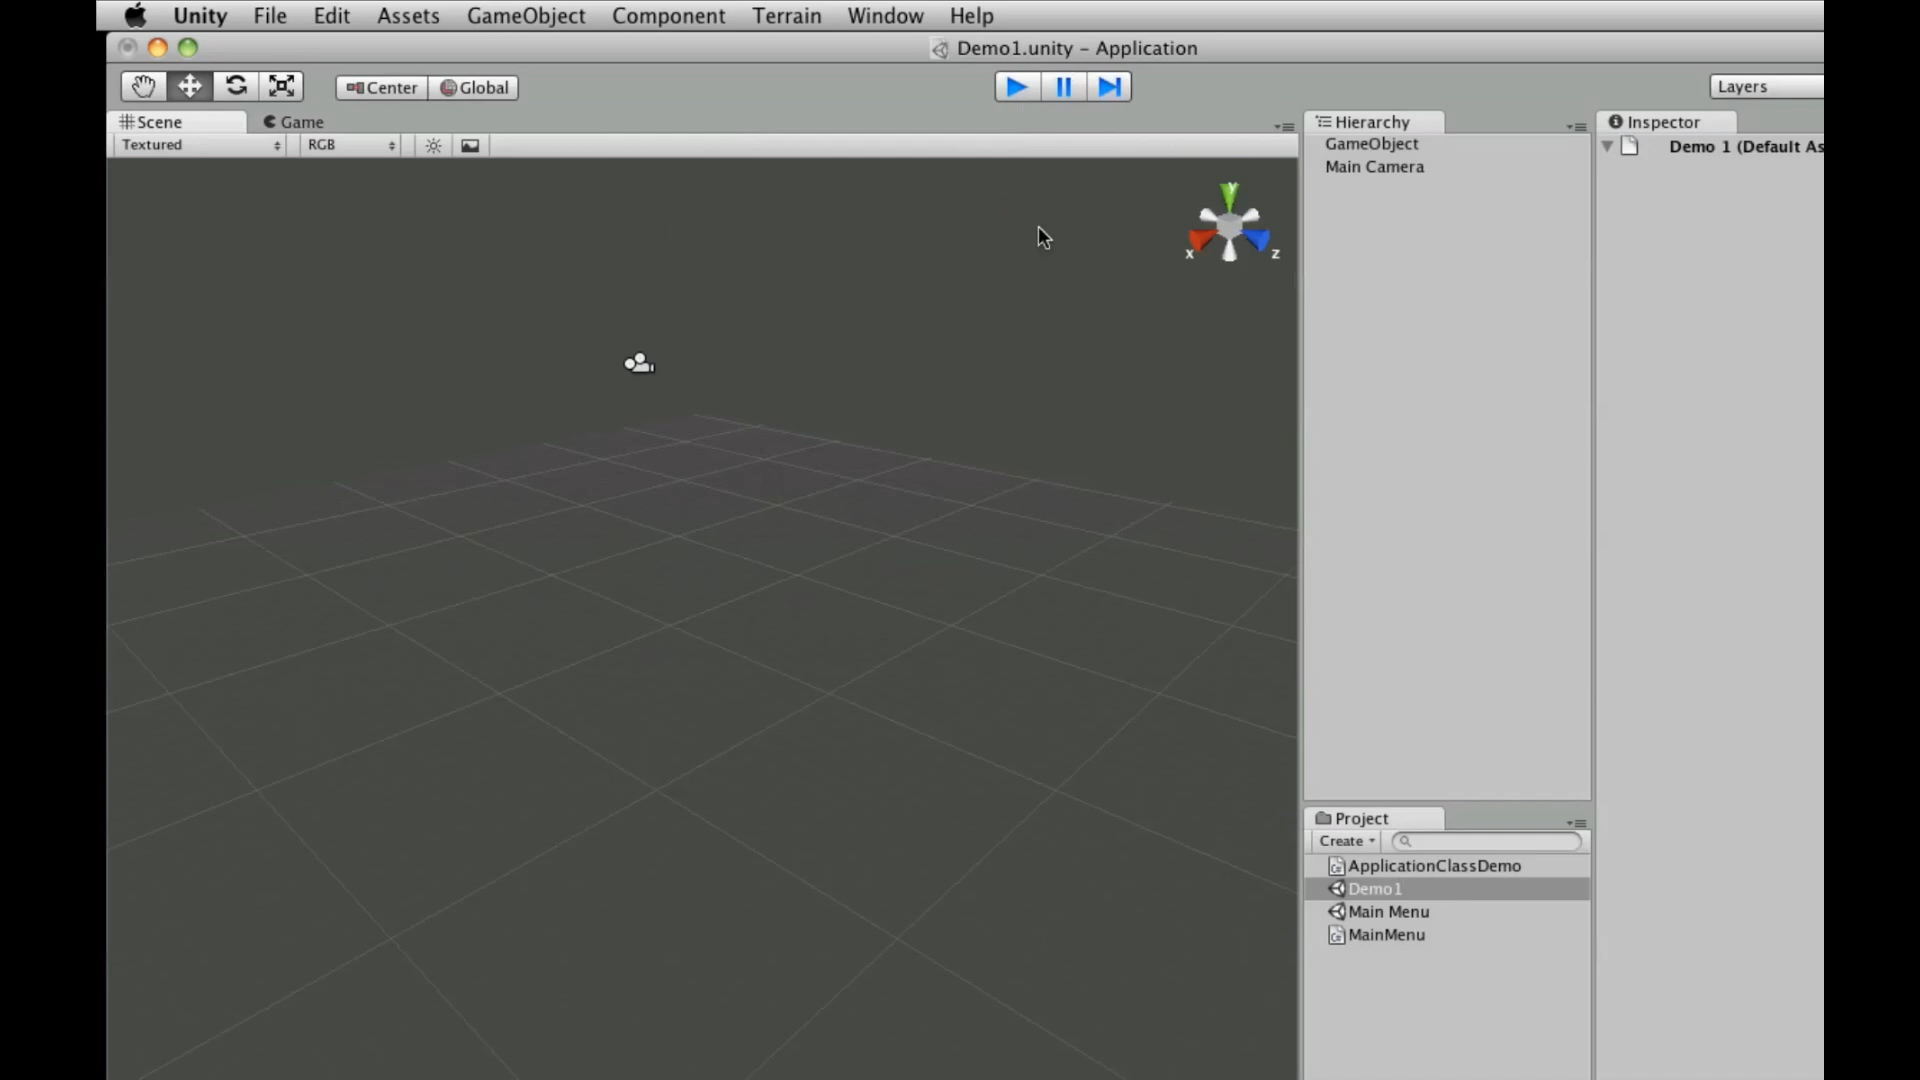 Unity File Edit Assets GameObject Component Terrain Window Help
Demo1.unity - Application
Center Global Layers
Scene Game Hierarchy Inspector
Textured RGB
GameObject
Main Camera
Demo 1 (Default As
y
x z
Project
Create
ApplicationClassDemo
Demo1
Main Menu
MainMenu